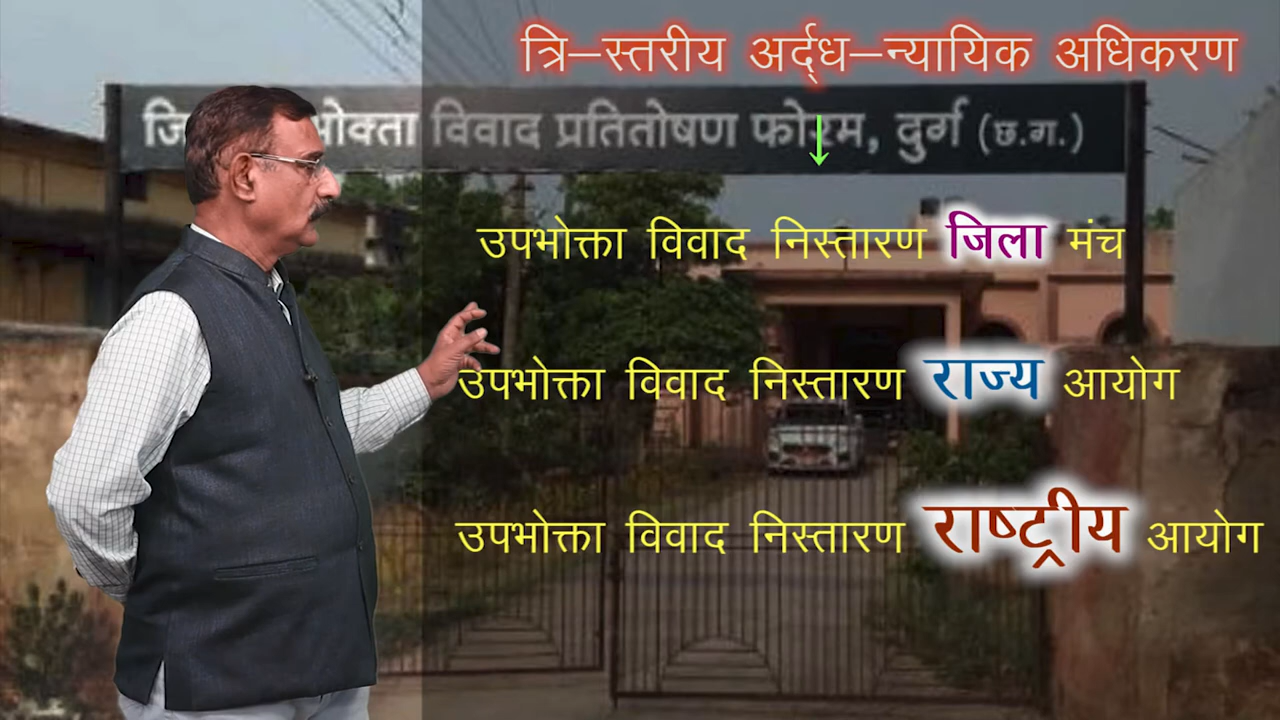 त्रि–स्तरीय अर्द्ध–न्यायिक अधिकरण
विवाद प्रतितोषण फोरम, दुर्ग (छ.ग.)
↓
उपभोक्ता विवाद निस्तारण जिला मंच
उपभोक्ता विवाद निस्तारण राज्य आयोग
उपभोक्ता विवाद निस्तारण राष्ट्रीय आयोग